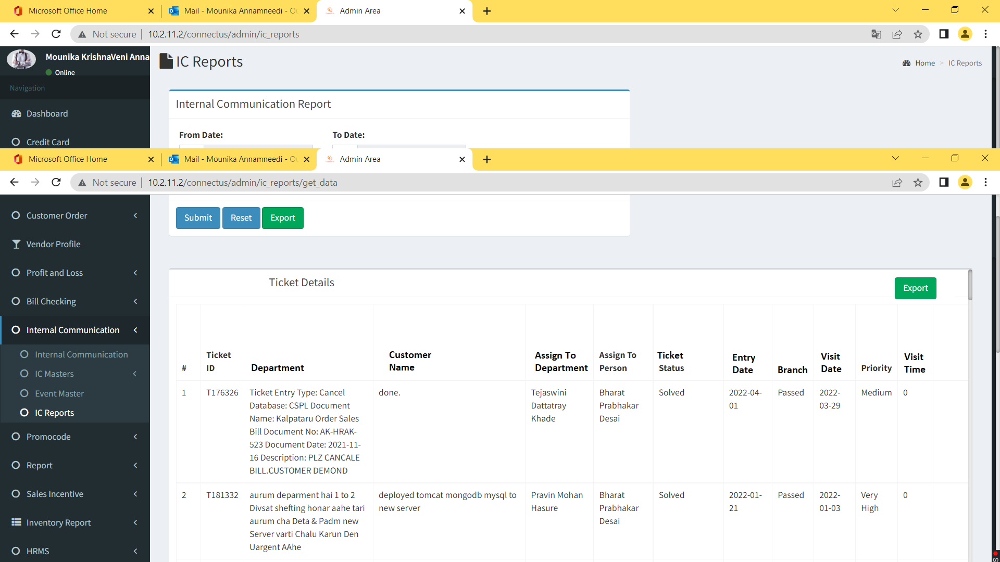 Microsoft Office Home
Mail - Mounika Annamneedi - Ou
Admin Area
Not secure | 10.2.11.2/connectus/admin/ic_reports
Mounika KrishnaVeni Anna
Online
Navigation
Dashboard
Credit Card
IC Reports
Home > IC Reports
Internal Communication Report
From Date:
To Date:
Microsoft Office Home
Mail - Mounika Annamneedi - Ou
Admin Area
Not secure | 10.2.11.2/connectus/admin/ic_reports/get_data
Customer Order
Vendor Profile
Profit and Loss
Bill Checking
Internal Communication
Internal Communication
IC Masters
Event Master
IC Reports
Promocode
Report
Sales Incentive
Inventory Report
HRMS
Submit
Reset
Export
Ticket Details
Export
#
Ticket
ID
Department
Customer
Name
Assign To
Department
Assign To
Person
Ticket
Status
Entry
Date
Branch
Visit
Date
Priority
Visit
Time
1
T176326
Ticket Entry Type: Cancel
Database: CSPL Document
Name: Kalpataru Order Sales
Bill Document No: AK-HRAK-
523 Document Date: 2021-11-
16 Description: PLZ CANCALE
BILL.CUSTOMER DEMOND
done.
Tejaswini
Dattatray
Khade
Bharat
Prabhakar
Desai
Solved
2022-04-
01
Passed
2022-
03-29
Medium
0
2
T181332
aurum deparment hai 1 to 2
Divsat shefting honar aahe tari
aurum cha Deta & Padm new
Server varti Chalu Karun Den
Uargent AAhe
deployed tomcat mongodb mysql to
new server
Pravin Mohan
Hasure
Bharat
Prabhakar
Desai
Solved
2022-01-
21
Passed
2022-
01-03
Very
High
0